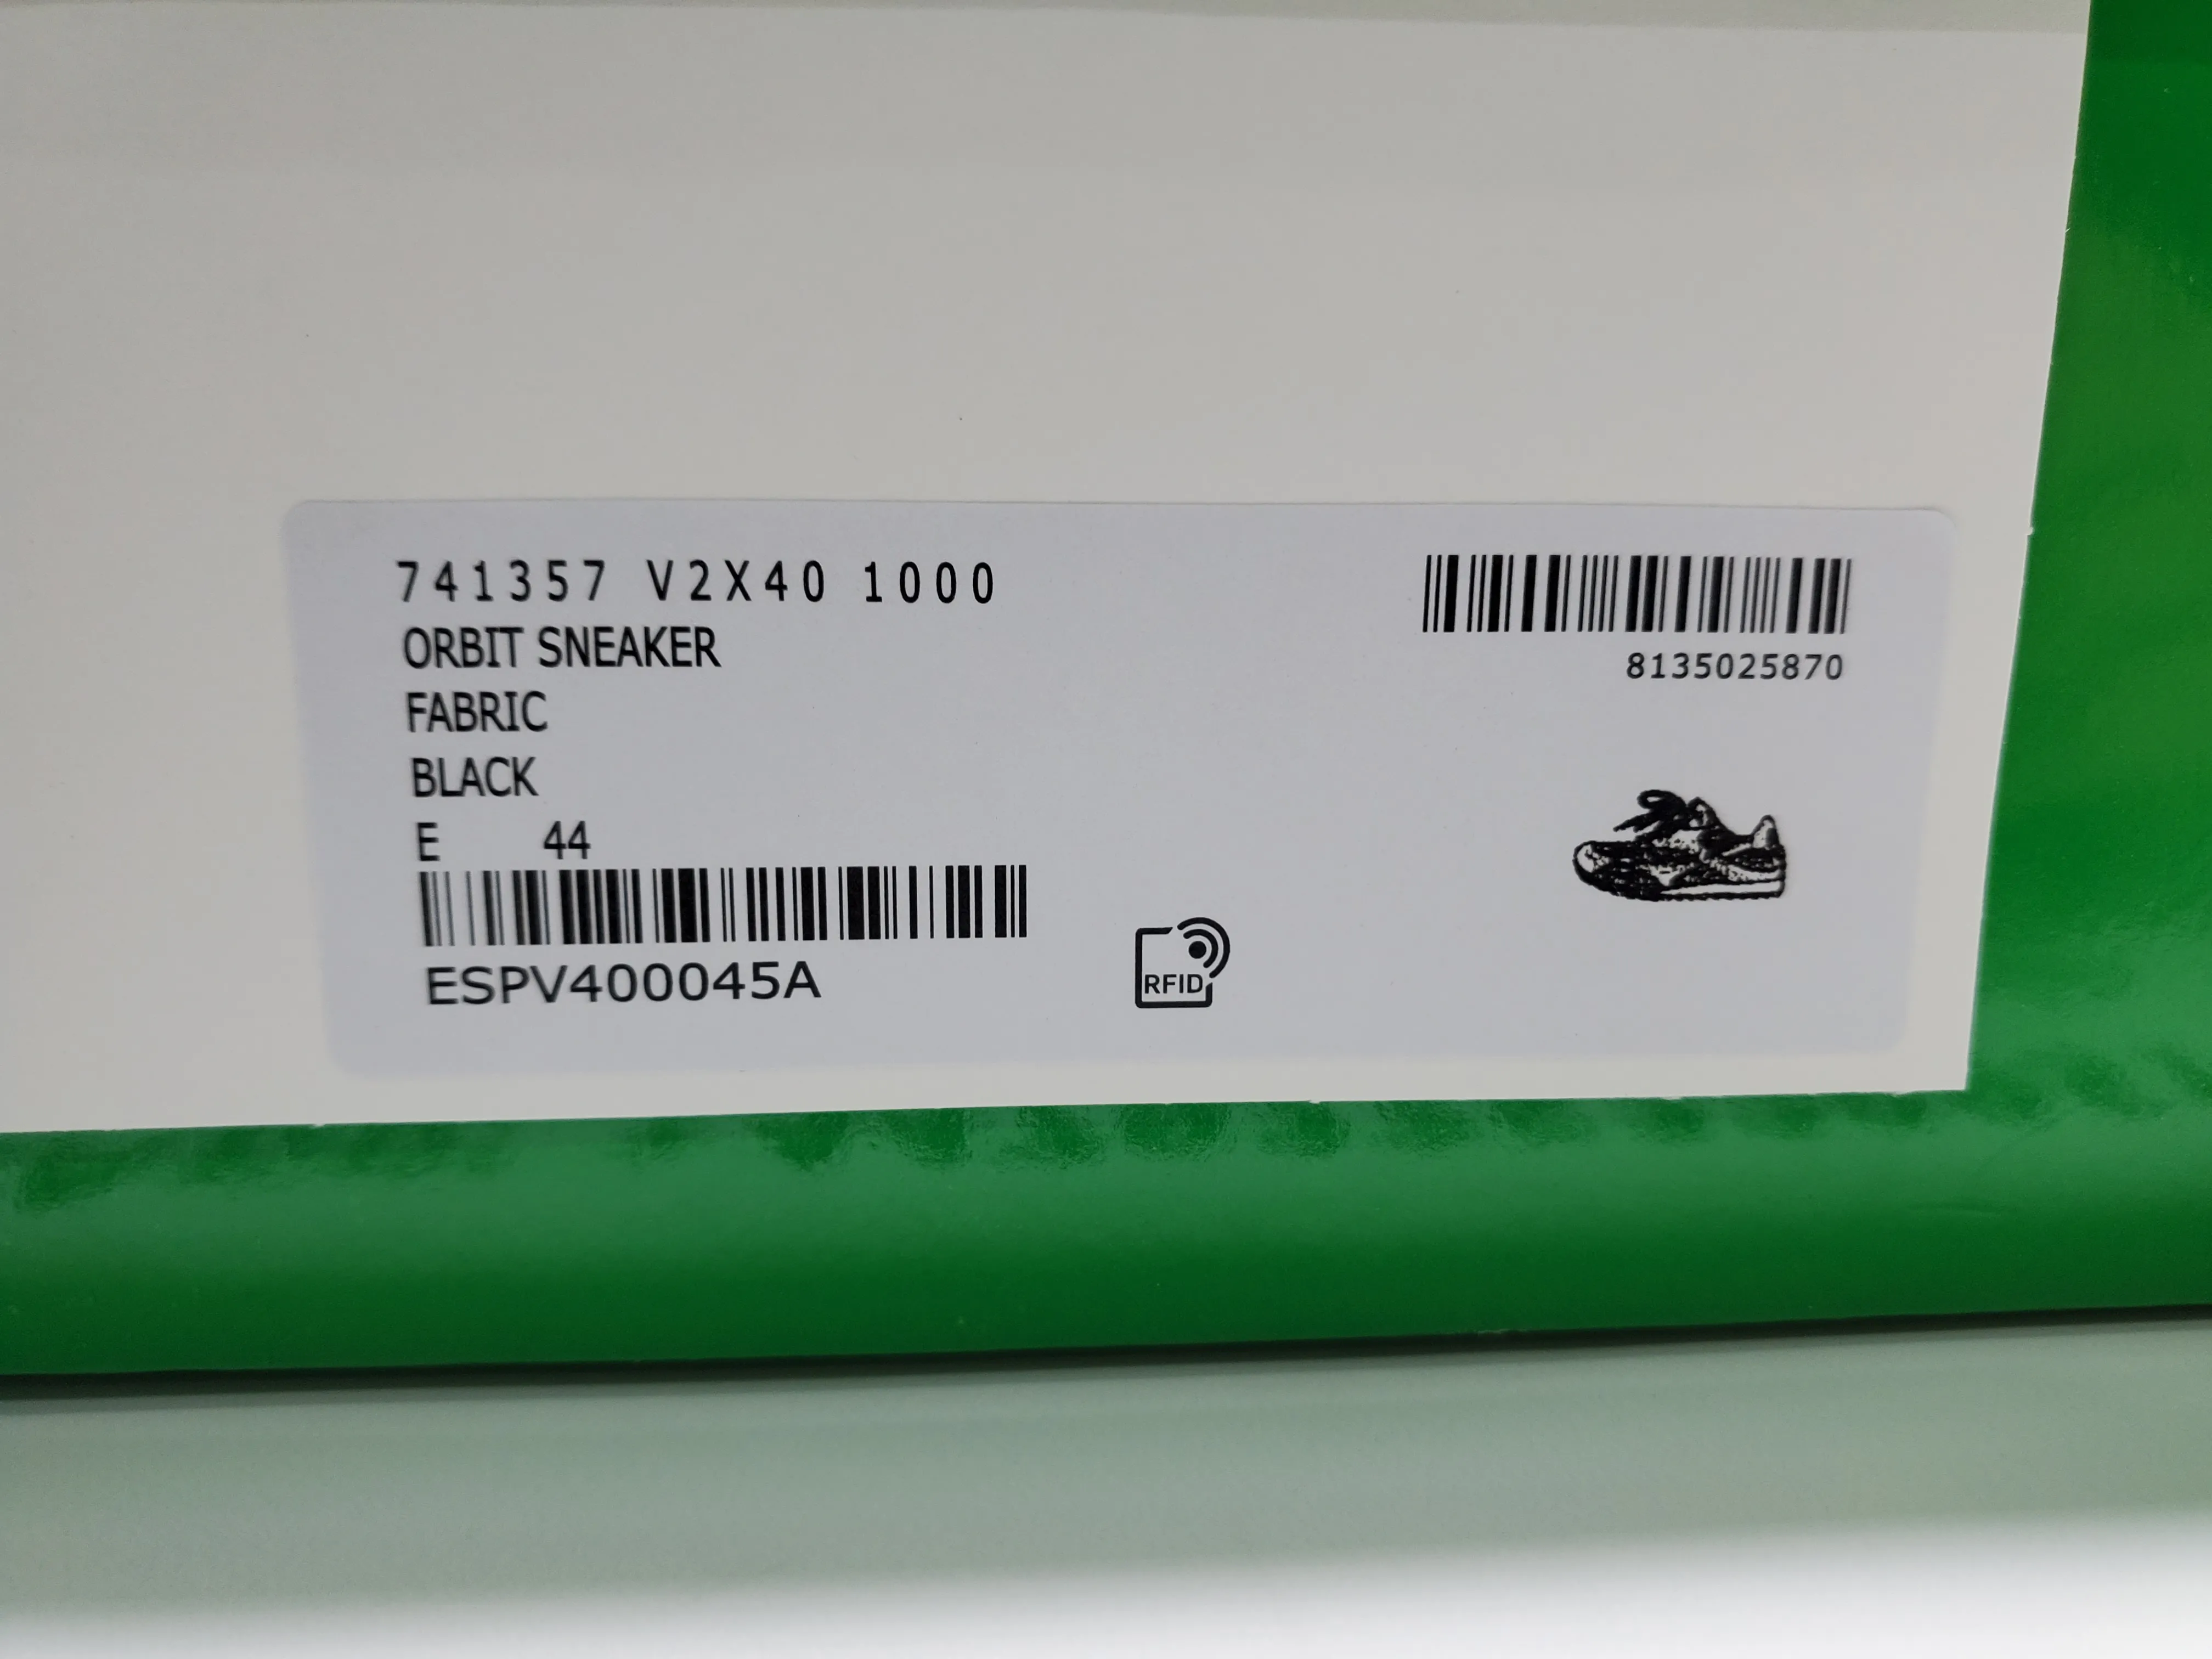 741357 V2X40 1000
ORBIT SNEAKER
FABRIC
BLACK
E 44
ESPV400045A
8135025870
RFID